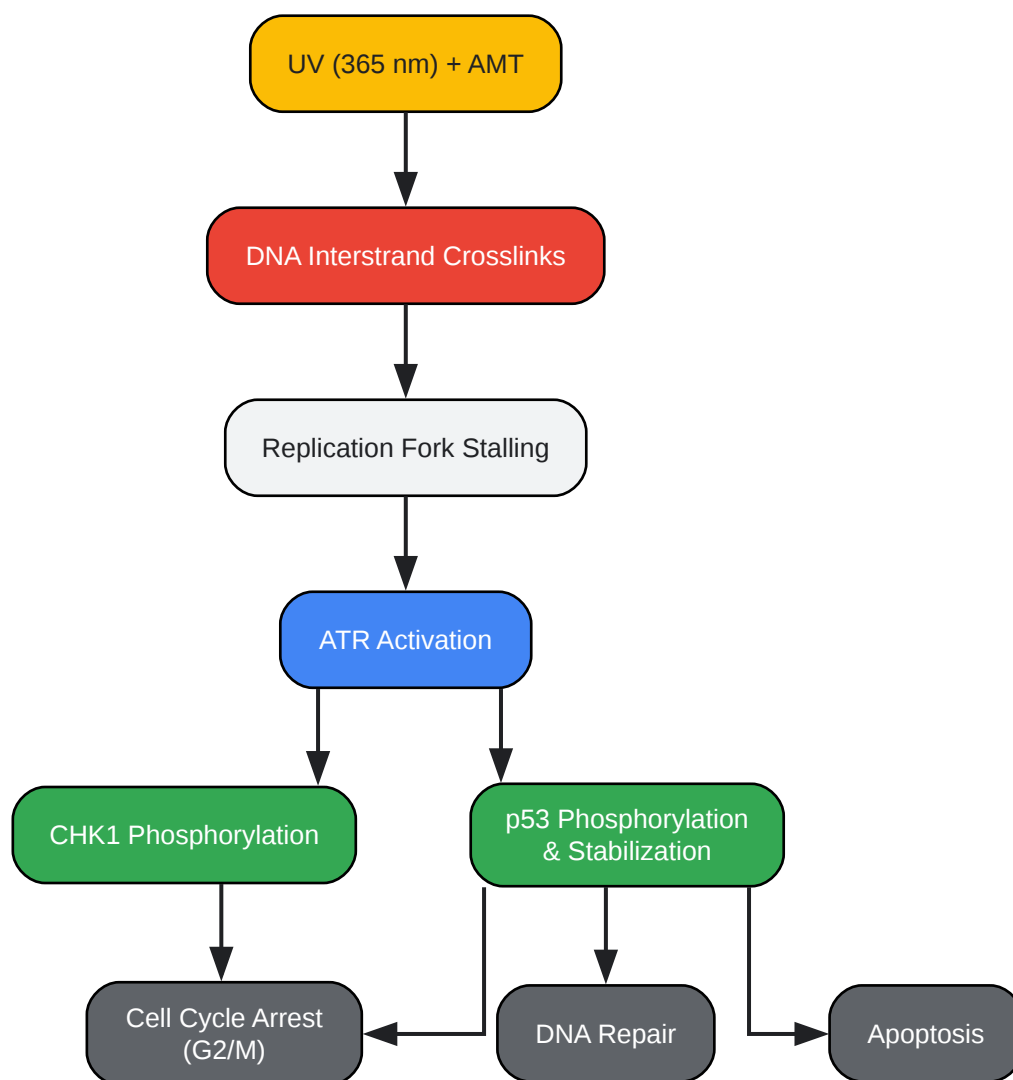 UV (365 nm) + AMT
DNA Interstrand Crosslinks
Replication Fork Stalling
ATR Activation
CHK1 Phosphorylation
p53 Phosphorylation
& Stabilization
Cell Cycle Arrest
(G2/M)
DNA Repair
Apoptosis